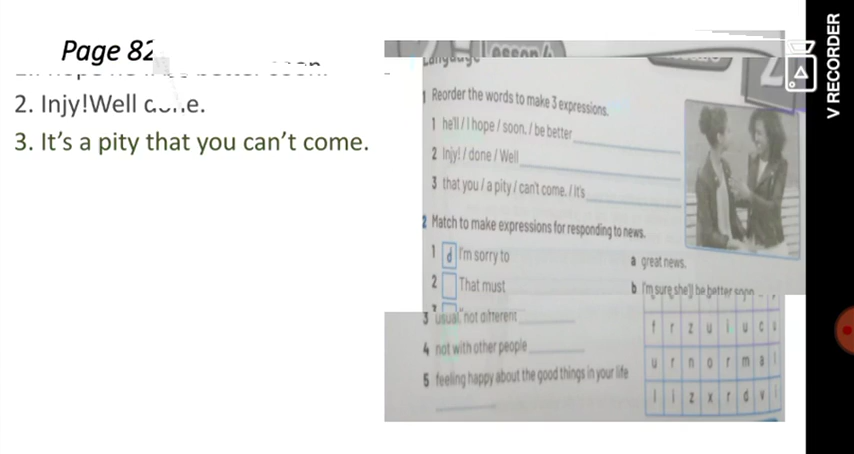 Page 82
2. Injy!Well
3. It's a pity that you can't come.
Lesson
Language
1 Reorder the words to make 3 expressions.
1 he'll / I hope / soon. / be better
2 Injy! / done / Well
3 that you / a pity / can't come. / It's
2 Match to make expressions for responding to news.
1 d I'm sorry to
2 That must
a great news.
b I'm sure she'll be better soon
3 usual, not different
4 not with other people
5 feeling happy about the good things in your life
f r z u l u c
u r n o r m a l
l i z x r d v
V RECORDER